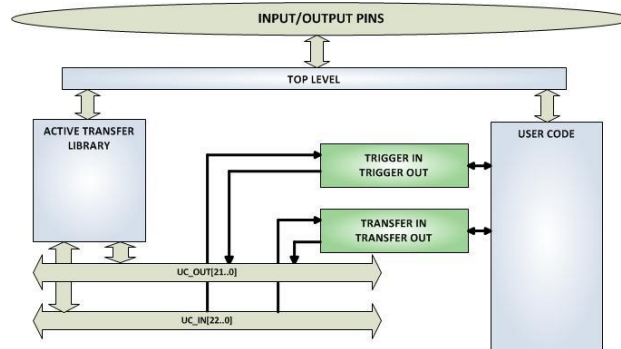 INPUT/OUTPUT PINS
TOP LEVEL
ACTIVE TRANSFER
LIBRARY
USER CODE
TRIGGER IN
TRIGGER OUT
TRANSFER IN
TRANSFER OUT
UC_OUT[21..0]
UC_IN[22..0]